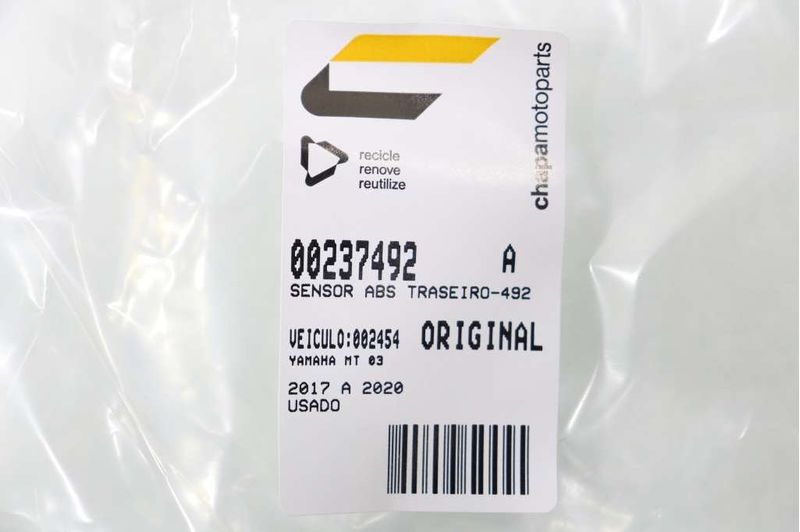 chapamotoparts
recicle
renove
reutilize
00237492 A
SENSOR ABS TRASEIRO-492
VEICULO:002454 ORIGINAL
YAMAHA MT 03
2017 A 2020
USADO